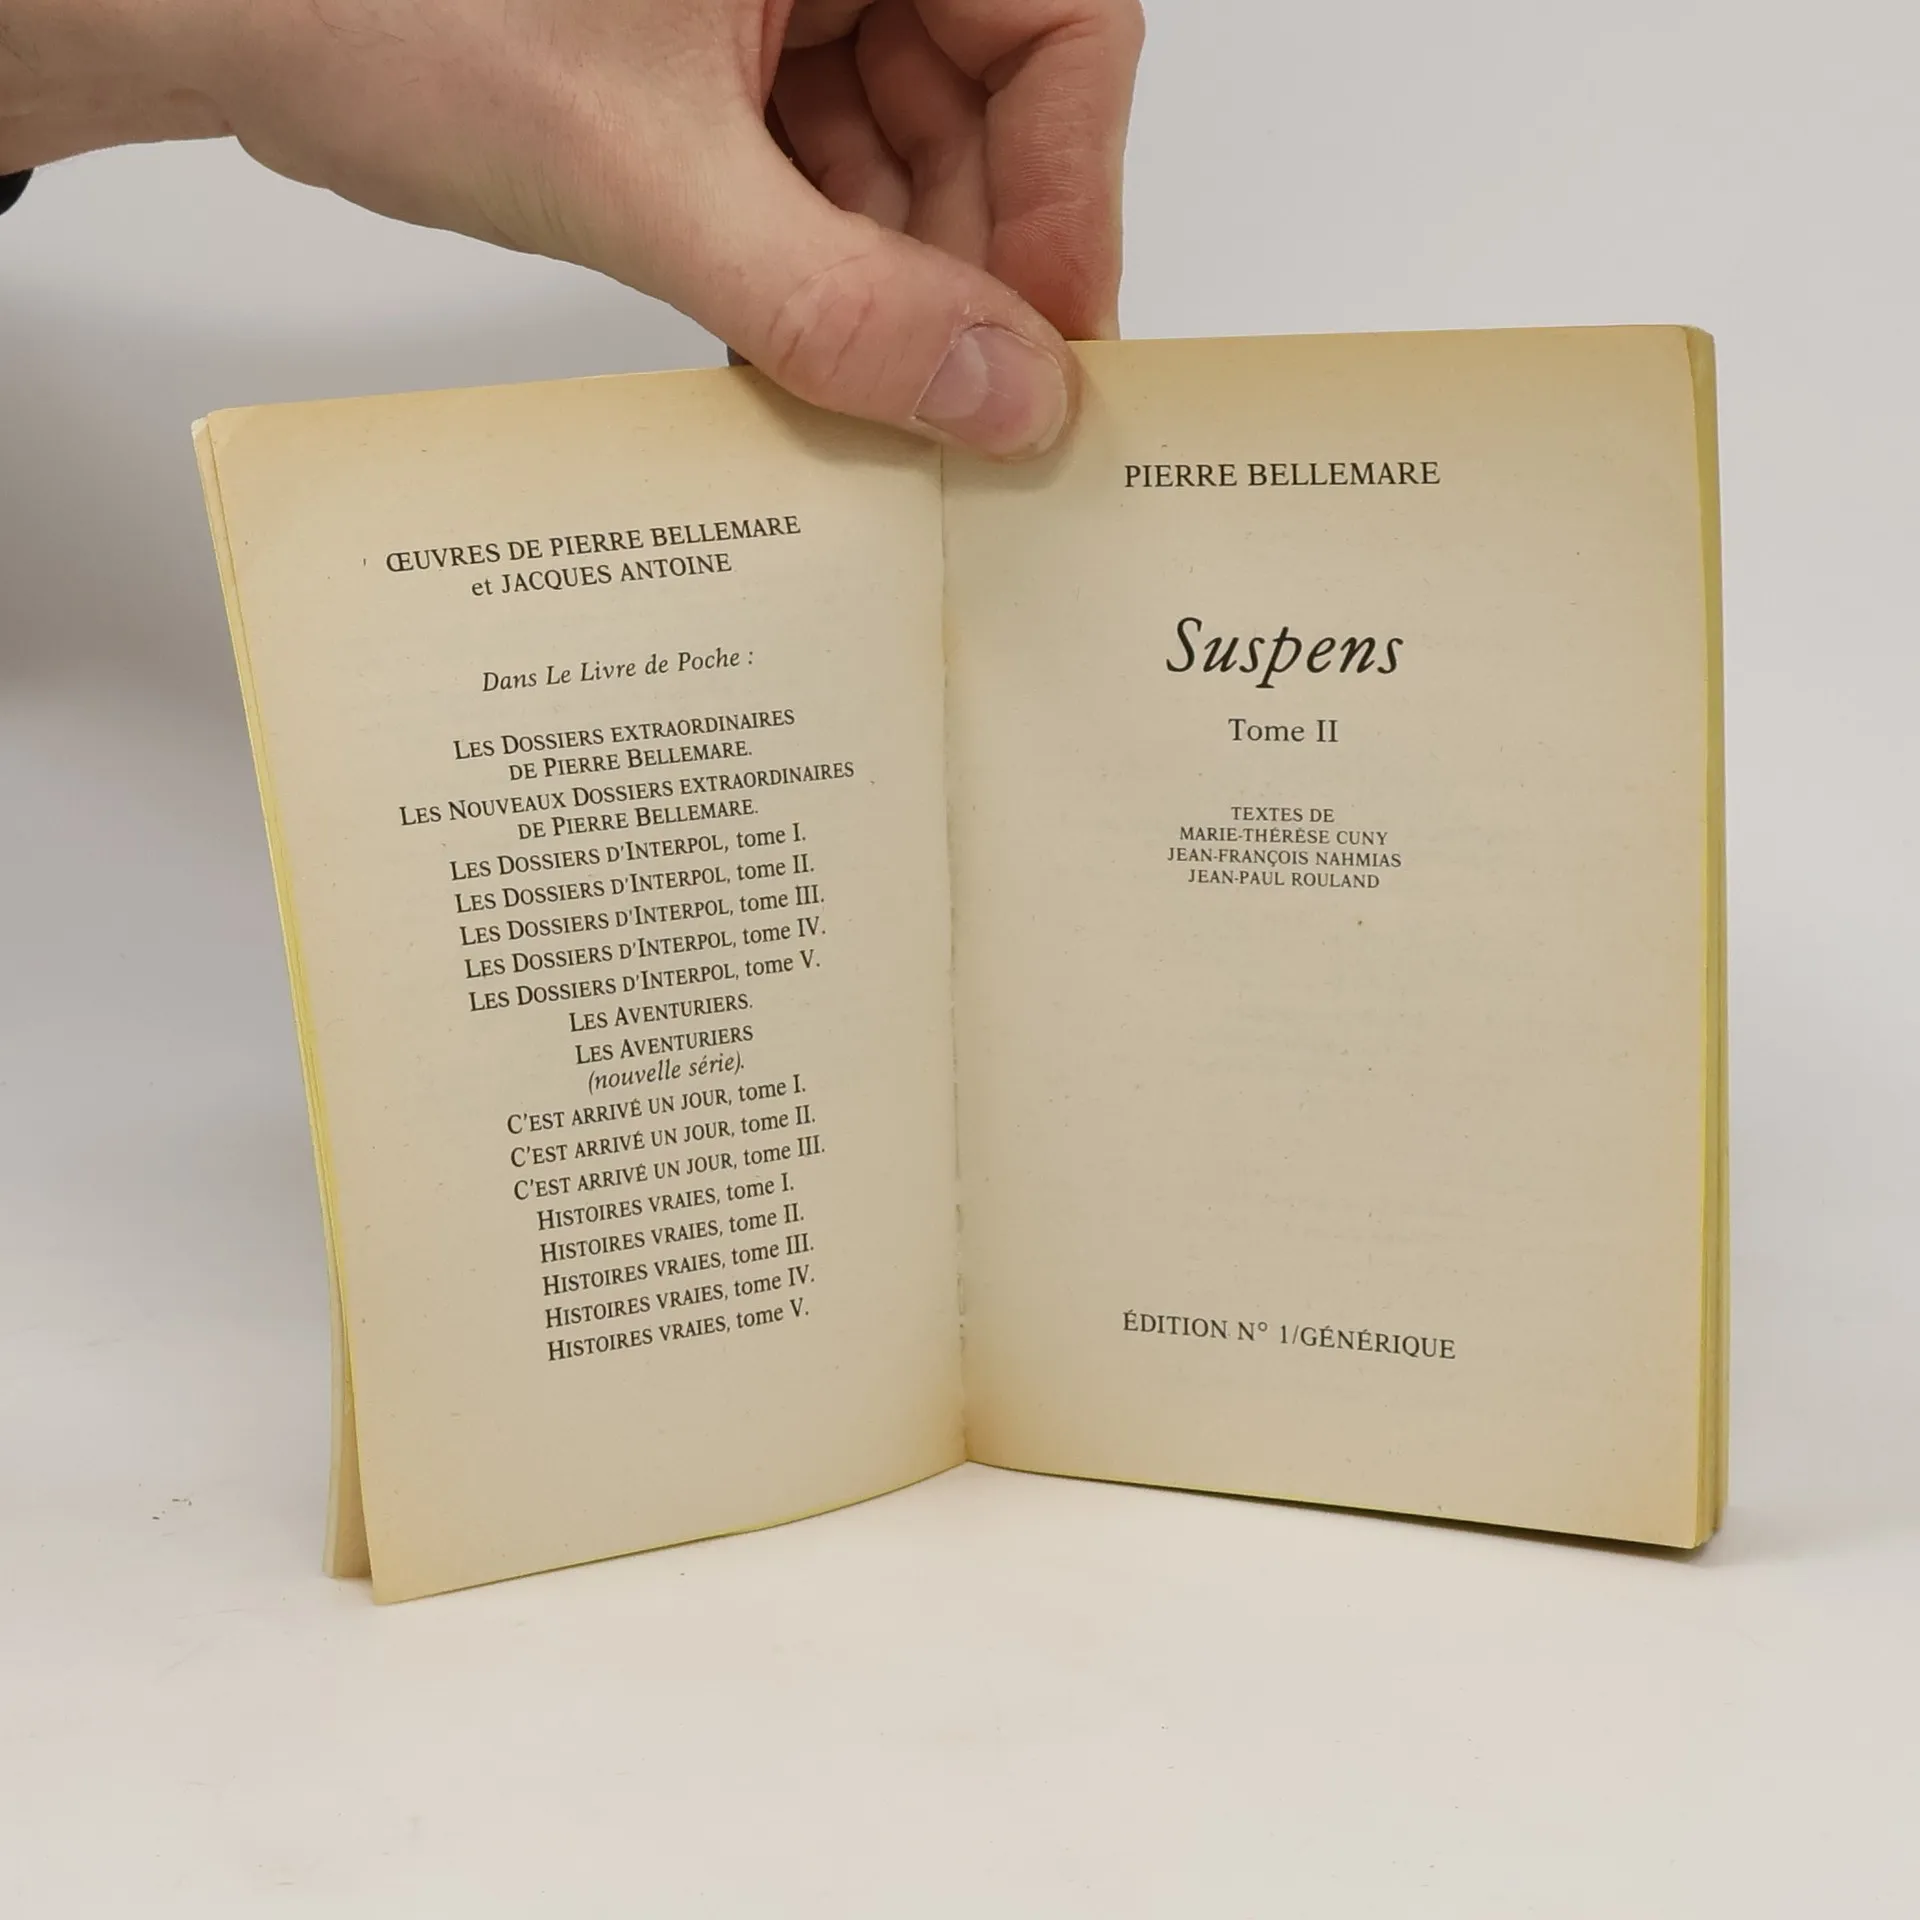 ŒUVRES DE PIERRE BELLEMARE
et JACQUES ANTOINE
Dans Le Livre de Poche :
LES DOSSIERS EXTRAORDINAIRES
DE PIERRE BELLEMARE.
LES NOUVEAUX DOSSIERS EXTRAORDINAIRES
DE PIERRE BELLEMARE.
LES DOSSIERS D'INTERPOL, tome I.
LES DOSSIERS D'INTERPOL, tome II.
LES DOSSIERS D'INTERPOL, tome III.
LES DOSSIERS D'INTERPOL, tome IV.
LES DOSSIERS D'INTERPOL, tome V.
LES AVENTURIERS.
LES AVENTURIERS
(nouvelle série).
C'EST ARRIVÉ UN JOUR, tome I.
C'EST ARRIVÉ UN JOUR, tome II.
C'EST ARRIVÉ UN JOUR, tome III.
HISTOIRES VRAIES, tome I.
HISTOIRES VRAIES, tome II.
HISTOIRES VRAIES, tome III.
HISTOIRES VRAIES, tome IV.
HISTOIRES VRAIES, tome V.
PIERRE BELLEMARE
Suspens
Tome II
TEXTES DE
MARIE-THÉRÈSE CUNY
JEAN-FRANÇOIS NAHMIAS
JEAN-PAUL ROULAND
ÉDITION N° 1/GÉNÉRIQUE